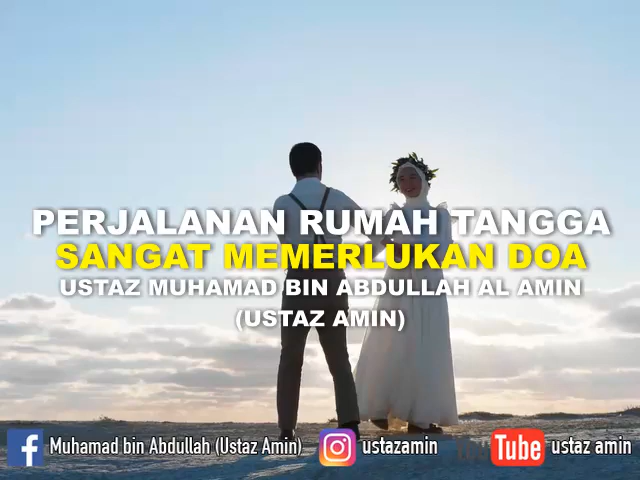 PERJALANAN RUMAH TANGGA
SANGAT MEMERLUKAN DOA
USTAZ MUHAMAD BIN ABDULLAH AL AMIN
(USTAZ AMIN)
Muhamad bin Abdullah (Ustaz Amin) ustazamin YouTube ustaz amin